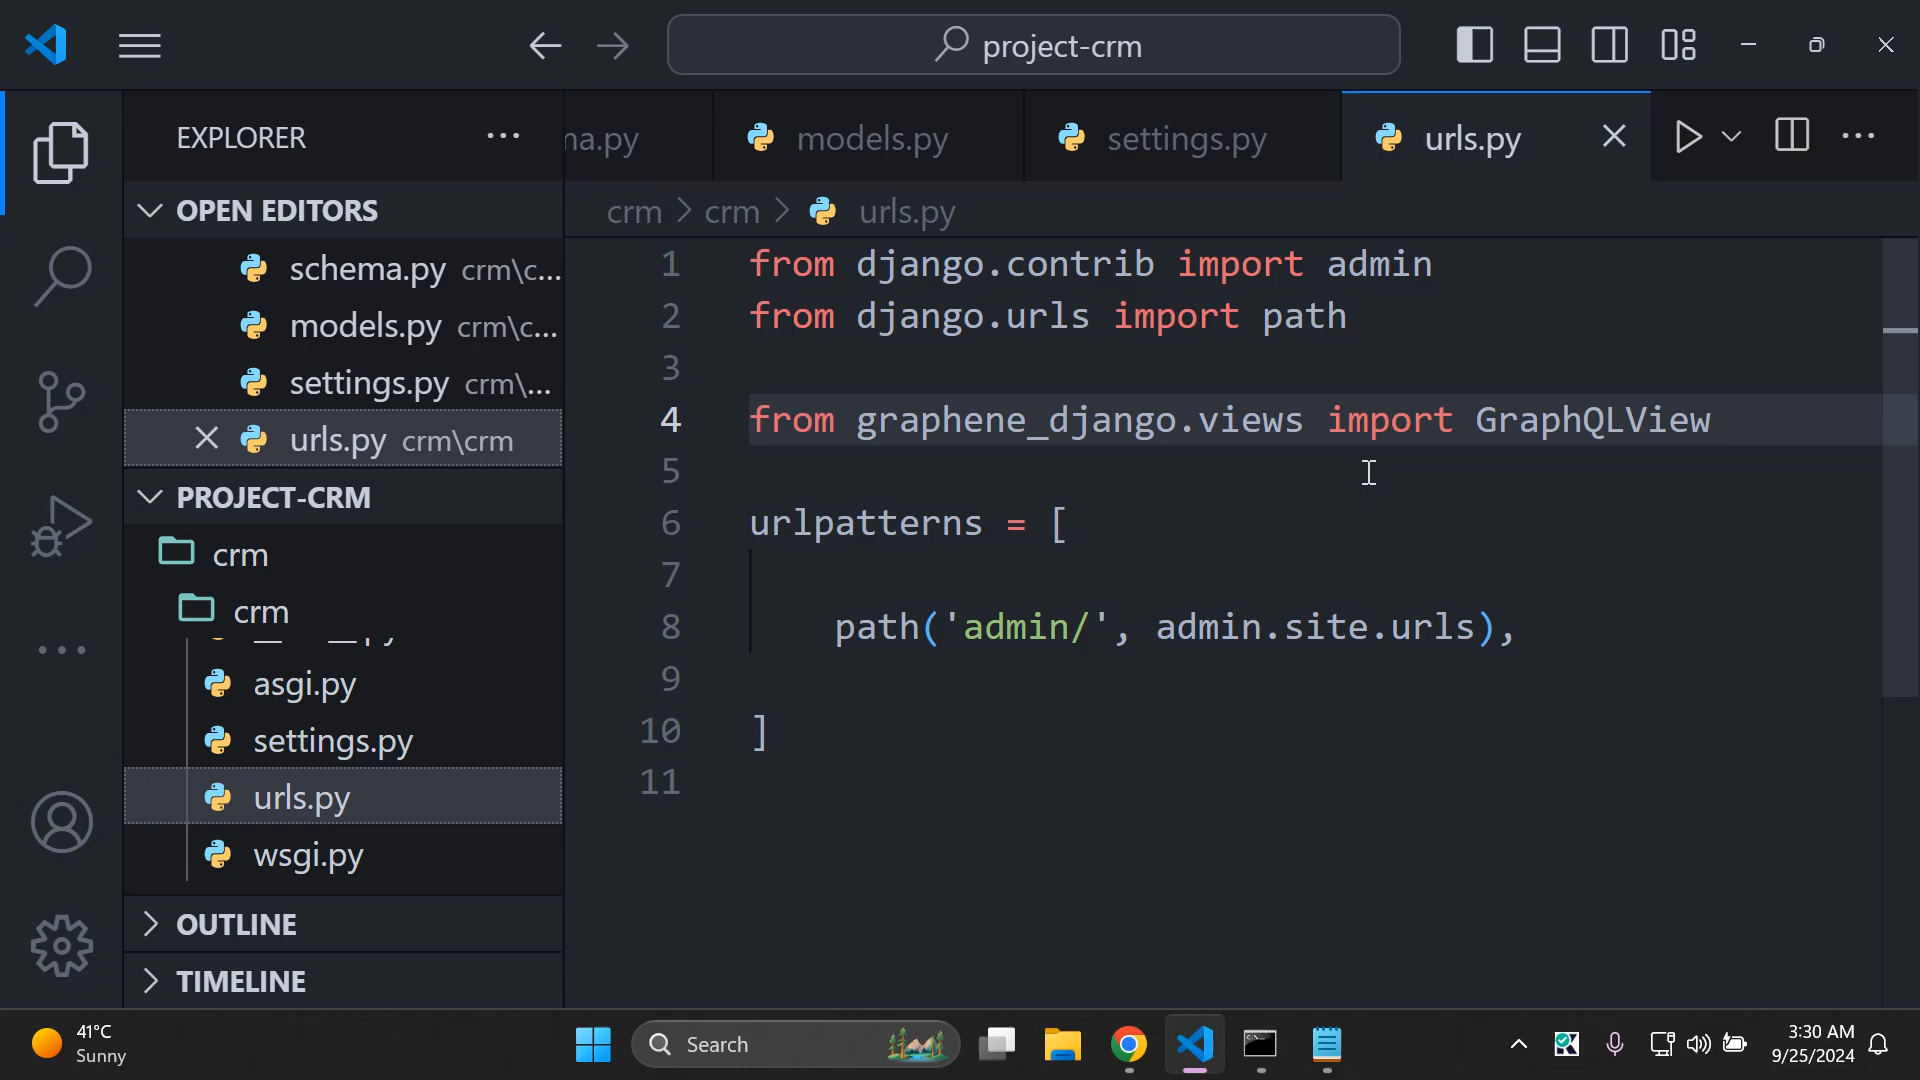 project-crm
EXPLORER
ma.py
models.py
settings.py
urls.py
OPEN EDITORS
crm > crm > urls.py
schema.py crm\c...
models.py crm\c...
settings.py crm\...
urls.py crm\crm
PROJECT-CRM
crm
crm
asgi.py
settings.py
urls.py
wsgi.py
OUTLINE
TIMELINE
1 from django.contrib import admin
2 from django.urls import path
3
4 from graphene_django.views import GraphQLView
5
6 urlpatterns = [
7
8 path('admin/', admin.site.urls),
9
10 ]
11
41°C
Sunny
Search
3:30 AM
9/25/2024